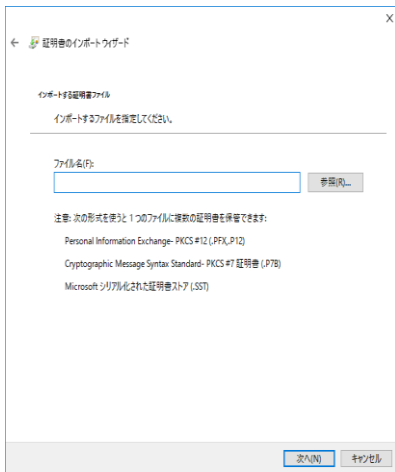 証明書のインポート ウィザード
インポートする証明書ファイル
インポートするファイルを指定してください。
ファイル名(F):
参照(R)...
注意: 次の形式を使うと 1 つのファイルに複数の証明書を保管できます:
Personal Information Exchange- PKCS #12 (.PFX,.P12)
Cryptographic Message Syntax Standard- PKCS #7 証明書 (.P7B)
Microsoft シリアル化された証明書ストア (.SST)
次へ(N) キャンセル